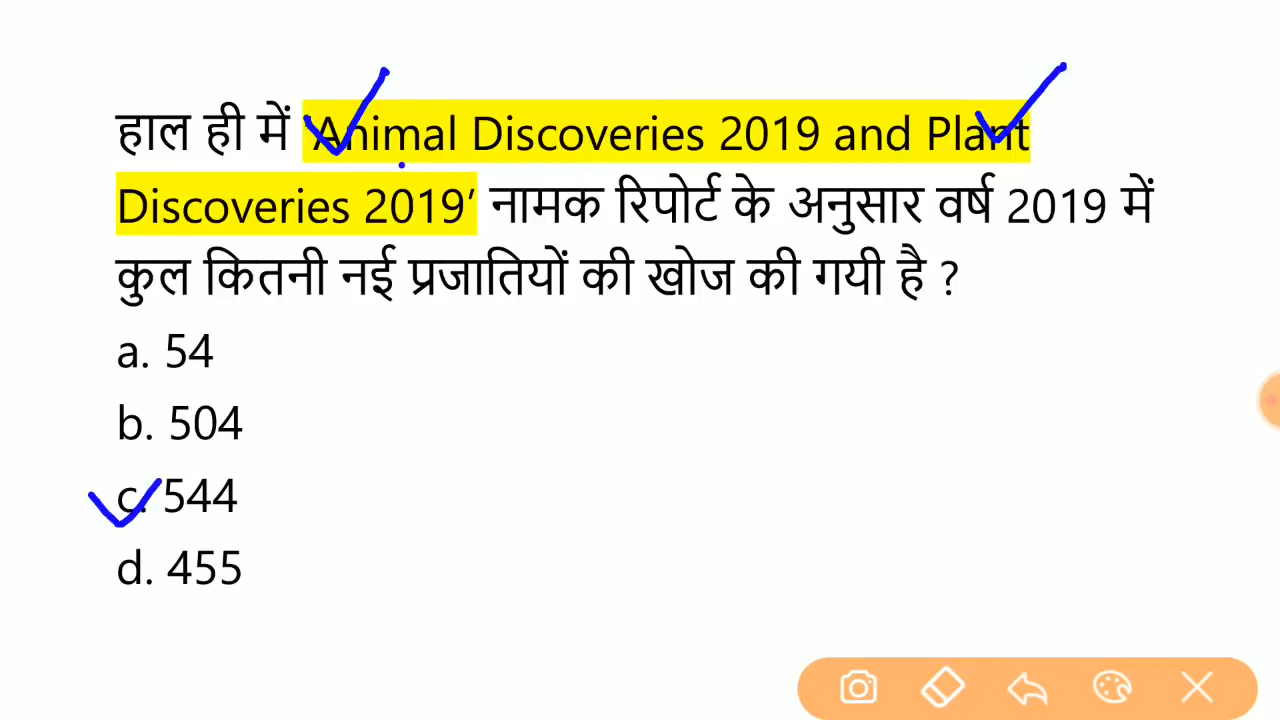 हाल ही में 'Animal Discoveries 2019 and Plant
Discoveries 2019’ नामक रिपोर्ट के अनुसार वर्ष 2019 में
कुल कितनी नई प्रजातियों की खोज की गयी है ?
a. 54
b. 504
c. 544
d. 455